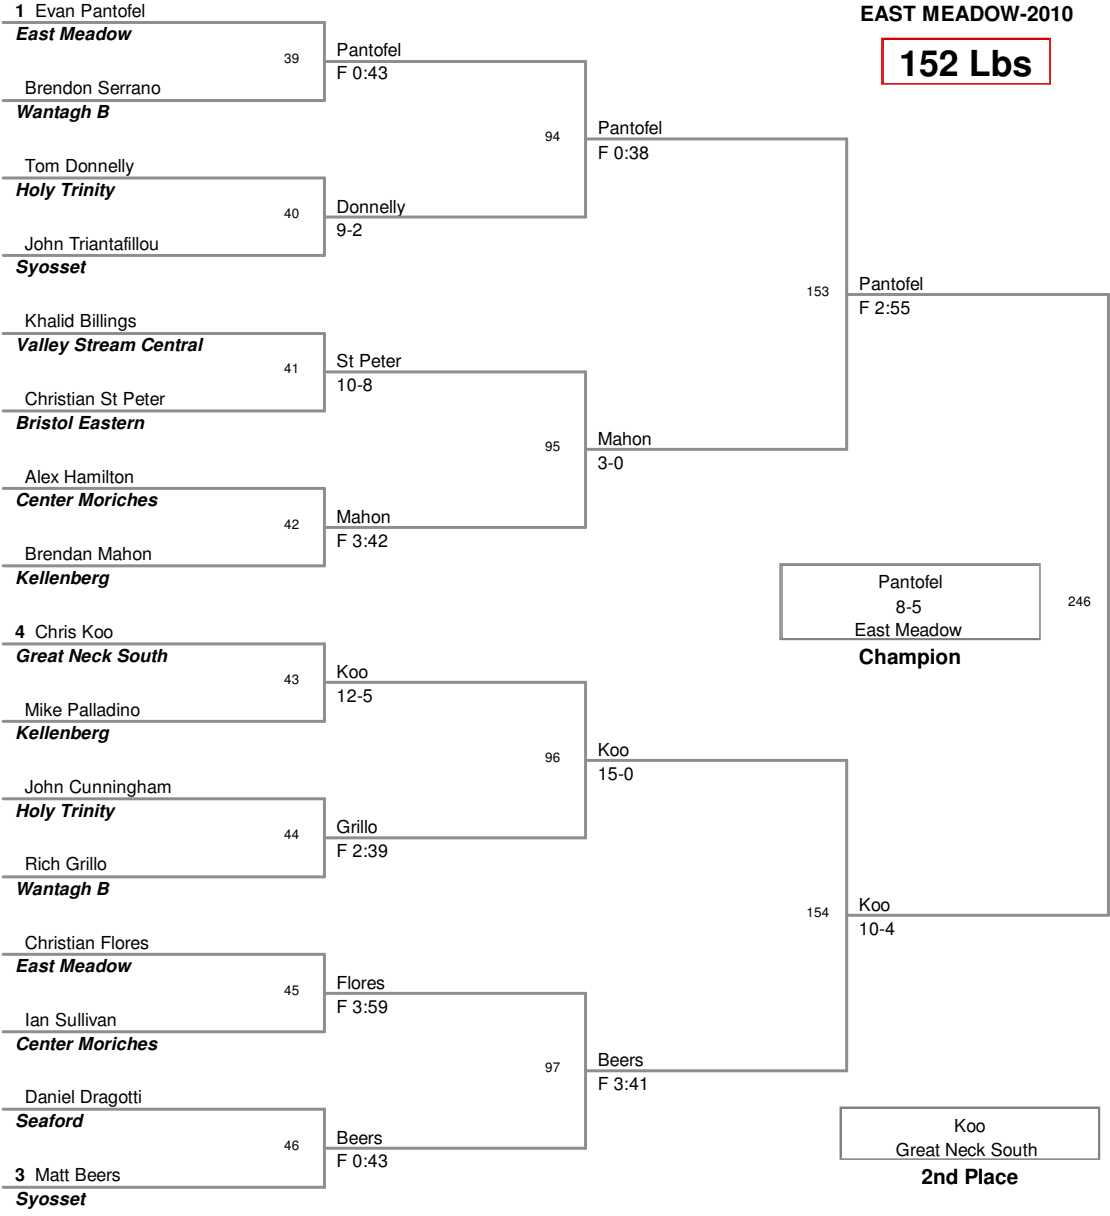 EAST MEADOW-2010
152 Lbs
1 Evan Pantofel
East Meadow
39
Brendon Serrano
Wantagh B
Pantofel
F 0:43
Tom Donnelly
Holy Trinity
40
John Triantafillou
Syosset
Donnelly
9-2
94
Pantofel
F 0:38
Khalid Billings
Valley Stream Central
41
Christian St Peter
Bristol Eastern
St Peter
10-8
Alex Hamilton
Center Moriches
42
Brendan Mahon
Kellenberg
Mahon
F 3:42
95
Mahon
3-0
153
Pantofel
F 2:55
4 Chris Koo
Great Neck South
43
Mike Palladino
Kellenberg
Koo
12-5
John Cunningham
Holy Trinity
44
Rich Grillo
Wantagh B
Grillo
F 2:39
96
Koo
15-0
Christian Flores
East Meadow
45
Ian Sullivan
Center Moriches
Flores
F 3:59
Daniel Dragotti
Seaford
46
3 Matt Beers
Syosset
Beers
F 0:43
97
Beers
F 3:41
154
Koo
10-4
246
Pantofel
8-5
East Meadow
Champion
Koo
Great Neck South
2nd Place